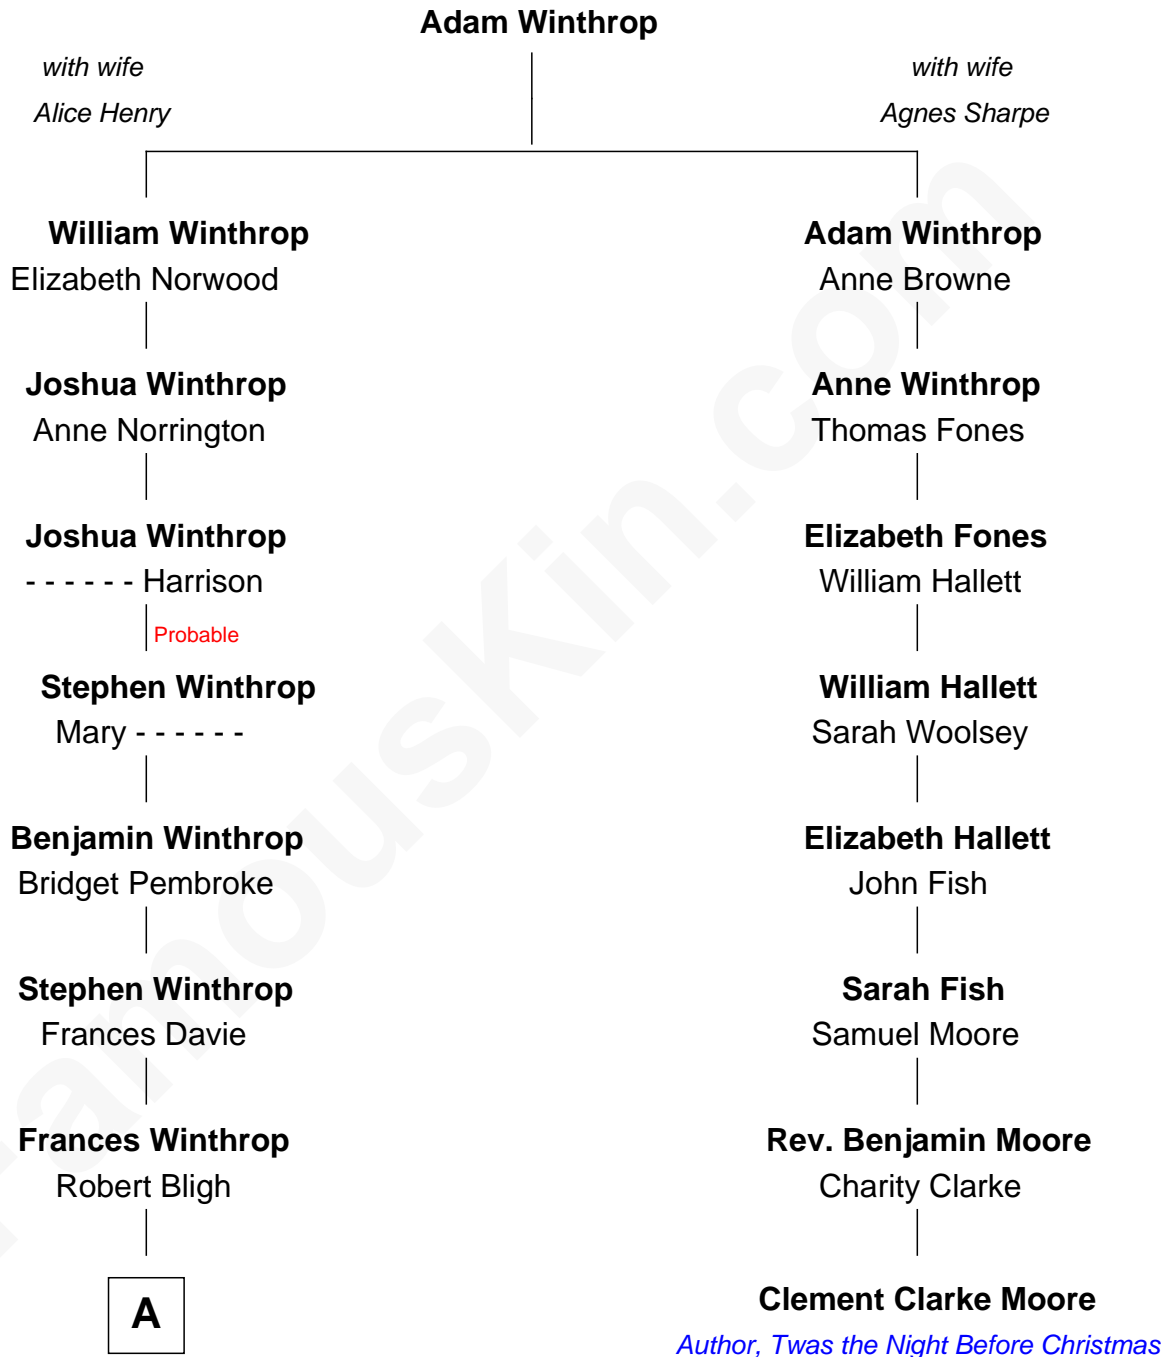 Adam Winthrop
with wife
Alice Henry
with wife
Agnes Sharpe
William Winthrop
Elizabeth Norwood
Adam Winthrop
Anne Browne
Joshua Winthrop
Anne Norrington
Anne Winthrop
Thomas Fones
Joshua Winthrop
- - - - - - Harrison
Elizabeth Fones
William Hallett
Probable
Stephen Winthrop
Mary - - - - - -
William Hallett
Sarah Woolsey
Benjamin Winthrop
Bridget Pembroke
Elizabeth Hallett
John Fish
Stephen Winthrop
Frances Davie
Sarah Fish
Samuel Moore
Frances Winthrop
Robert Bligh
Rev. Benjamin Moore
Charity Clarke
A
Clement Clarke Moore
Author, Twas the Night Before Christmas
FamousKin.com